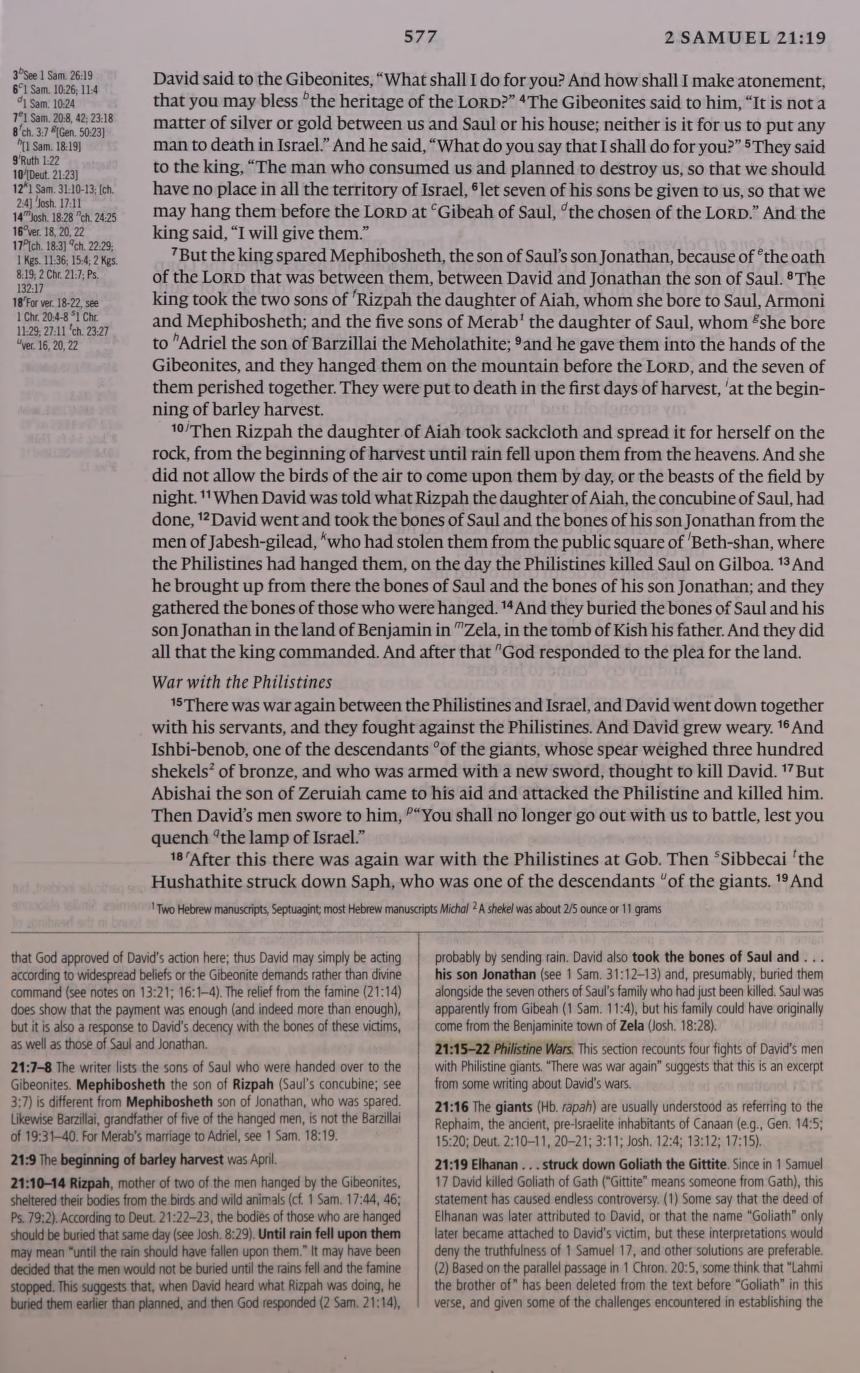 577
2 SAMUEL 21:19
3 b See 1 Sam. 26:19
6 c 1 Sam. 10:26; 11:4
d 1 Sam. 10:24
7 e 1 Sam. 20:8, 42; 23:18
8 f ch. 3:7 g [Gen. 50:23]
h [1 Sam. 18:19]
9 i Ruth 1:22
10 j [Deut. 21:23]
12 k 1 Sam. 31:10-13; [ch.
2:4] l Josh. 17:11
14 m Josh. 18:28 n ch. 24:25
16 o ver. 18, 20, 22
17 p [ch. 18:3] q ch. 22:29;
1 Kgs. 11:36; 15:4; 2 Kgs.
8:19; 2 Chr. 21:7; Ps.
132:17
18 r For ver. 18-22, see
1 Chr. 20:4-8 s 1 Chr.
11:29; 27:11 t ch. 23:27
u ver. 16, 20, 22
David said to the Gibeonites, “What shall I do for you? And how shall I make atonement,
that you may bless b the heritage of the LORD?” 4 The Gibeonites said to him, “It is not a
matter of silver or gold between us and Saul or his house; neither is it for us to put any
man to death in Israel.” And he said, “What do you say that I shall do for you?” 5 They said
to the king, “The man who consumed us and planned to destroy us, so that we should
have no place in all the territory of Israel, 6 let seven of his sons be given to us, so that we
may hang them before the LORD at c Gibeah of Saul, d the chosen of the LORD.” And the
king said, “I will give them.”
7 But the king spared Mephibosheth, the son of Saul’s son Jonathan, because of e the oath
of the LORD that was between them, between David and Jonathan the son of Saul. 8 The
king took the two sons of f Rizpah the daughter of Aiah, whom she bore to Saul, Armoni
and Mephibosheth; and the five sons of Merab 1 the daughter of Saul, whom g she bore
to h Adriel the son of Barzillai the Meholathite; 9 and he gave them into the hands of the
Gibeonites, and they hanged them on the mountain before the LORD, and the seven of
them perished together. They were put to death in the first days of harvest, i at the begin-
ning of barley harvest.
10 j Then Rizpah the daughter of Aiah took sackcloth and spread it for herself on the
rock, from the beginning of harvest until rain fell upon them from the heavens. And she
did not allow the birds of the air to come upon them by day, or the beasts of the field by
night. 11 When David was told what Rizpah the daughter of Aiah, the concubine of Saul, had
done, 12 David went and took the bones of Saul and the bones of his son Jonathan from the
men of Jabesh-gilead, k who had stolen them from the public square of l Beth-shan, where
the Philistines had hanged them, on the day the Philistines killed Saul on Gilboa. 13 And
he brought up from there the bones of Saul and the bones of his son Jonathan; and they
gathered the bones of those who were hanged. 14 And they buried the bones of Saul and his
son Jonathan in the land of Benjamin in m Zela, in the tomb of Kish his father. And they did
all that the king commanded. And after that n God responded to the plea for the land.
War with the Philistines
15 There was war again between the Philistines and Israel, and David went down together
with his servants, and they fought against the Philistines. And David grew weary. 16 And
Ishbi-benob, one of the descendants o of the giants, whose spear weighed three hundred
shekels 2 of bronze, and who was armed with a new sword, thought to kill David. 17 But
Abishai the son of Zeruiah came to his aid and attacked the Philistine and killed him.
Then David’s men swore to him, p “You shall no longer go out with us to battle, lest you
quench q the lamp of Israel.”
18 r After this there was again war with the Philistines at Gob. Then s Sibbecai t the
Hushathite struck down Saph, who was one of the descendants u of the giants. 19 And
1 Two Hebrew manuscripts, Septuagint; most Hebrew manuscripts Michal 2 A shekel was about 2/5 ounce or 11 grams
that God approved of David’s action here; thus David may simply be acting
according to widespread beliefs or the Gibeonite demands rather than divine
command (see notes on 13:21; 16:1–4). The relief from the famine (21:14)
does show that the payment was enough (and indeed more than enough),
but it is also a response to David’s decency with the bones of these victims,
as well as those of Saul and Jonathan.
21:7–8 The writer lists the sons of Saul who were handed over to the
Gibeonites. Mephibosheth the son of Rizpah (Saul’s concubine; see
3:7) is different from Mephibosheth son of Jonathan, who was spared.
Likewise Barzillai, grandfather of five of the hanged men, is not the Barzillai
of 19:31–40. For Merab’s marriage to Adriel, see 1 Sam. 18:19.
21:9 The beginning of barley harvest was April.
21:10–14 Rizpah, mother of two of the men hanged by the Gibeonites,
sheltered their bodies from the birds and wild animals (cf. 1 Sam. 17:44, 46;
Ps. 79:2). According to Deut. 21:22–23, the bodies of those who are hanged
should be buried that same day (see Josh. 8:29). Until rain fell upon them
may mean “until the rain should have fallen upon them.” It may have been
decided that the men would not be buried until the rains fell and the famine
stopped. This suggests that, when David heard what Rizpah was doing, he
buried them earlier than planned, and then God responded (2 Sam. 21:14),
probably by sending rain. David also took the bones of Saul and . . .
his son Jonathan (see 1 Sam. 31:12–13) and, presumably, buried them
alongside the seven others of Saul’s family who had just been killed. Saul was
apparently from Gibeah (1 Sam. 11:4), but his family could have originally
come from the Benjaminite town of Zela (Josh. 18:28).
21:15–22 Philistine Wars. This section recounts four fights of David’s men
with Philistine giants. “There was war again” suggests that this is an excerpt
from some writing about David’s wars.
21:16 The giants (Hb. rapah) are usually understood as referring to the
Rephaim, the ancient, pre-Israelite inhabitants of Canaan (e.g., Gen. 14:5;
15:20; Deut. 2:10–11, 20–21; 3:11; Josh. 12:4; 13:12; 17:15).
21:19 Elhanan . . . struck down Goliath the Gittite. Since in 1 Samuel
17 David killed Goliath of Gath (“Gittite” means someone from Gath), this
statement has caused endless controversy. (1) Some say that the deed of
Elhanan was later attributed to David, or that the name “Goliath” only
later became attached to David’s victim, but these interpretations would
deny the truthfulness of 1 Samuel 17, and other solutions are preferable.
(2) Based on the parallel passage in 1 Chron. 20:5, some think that “Lahmi
the brother of” has been deleted from the text before “Goliath” in this
verse, and given some of the challenges encountered in establishing the